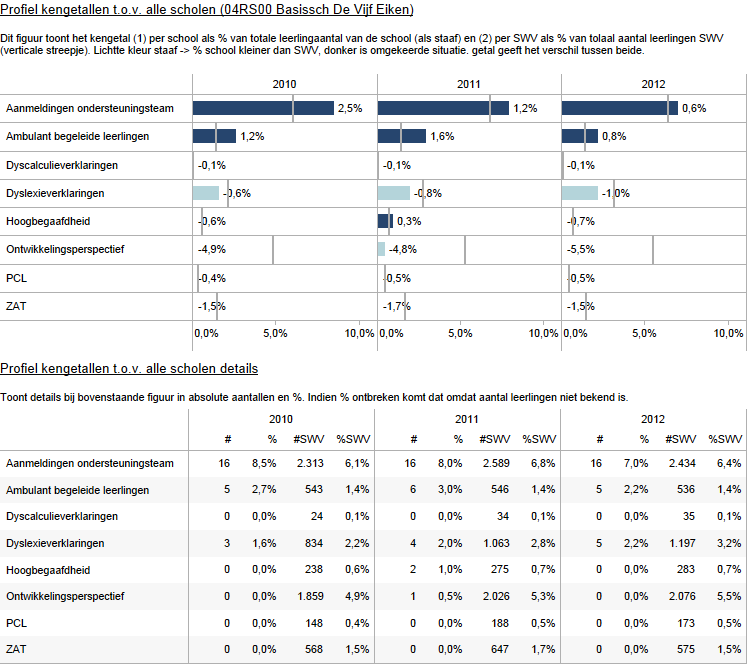 Profiel kengetallen t.o.v. alle scholen (04RS00 Basissch De Vijf Eiken)
Dit figuur toont het kengetal (1) per school als % van totale leerlingaantal van de school (als staaf) en (2) per SWV als % van totaal aantal leerlingen SWV
(verticale streepje). Lichtte kleur staaf -> % school kleiner dan SWV, donker is omgekeerde situatie. getal geeft het verschil tussen beide.
2010 2011 2012
Aanmeldingen ondersteuningsteam 2,5% 1,2% 0,6%
Ambulant begeleide leerlingen 1,2% 1,6% 0,8%
Dyscalculieverklaringen -0,1% -0,1% -0,1%
Dyslexieverklaringen -0,6% -0,8% -1,0%
Hoogbegaafdheid -0,6% 0,3% -0,7%
Ontwikkelingsperspectief -4,9% -4,8% -5,5%
PCL -0,4% -0,5% -0,5%
ZAT -1,5% -1,7% -1,5%
0,0% 5,0% 10,0% 0,0% 5,0% 10,0% 0,0% 5,0% 10,0%
Profiel kengetallen t.o.v. alle scholen details
Toont details bij bovenstaande figuur in absolute aantallen en %. Indien % ontbreken komt dat omdat aantal leerlingen niet bekend is.
2010 2011 2012
# % #SWV %SWV # % #SWV %SWV # % #SWV %SWV
Aanmeldingen ondersteuningsteam 16 8,5% 2.313 6,1% 16 8,0% 2.589 6,8% 16 7,0% 2.434 6,4%
Ambulant begeleide leerlingen 5 2,7% 543 1,4% 6 3,0% 546 1,4% 5 2,2% 536 1,4%
Dyscalculieverklaringen 0 0,0% 24 0,1% 0 0,0% 34 0,1% 0 0,0% 35 0,1%
Dyslexieverklaringen 3 1,6% 834 2,2% 4 2,0% 1.063 2,8% 5 2,2% 1.197 3,2%
Hoogbegaafdheid 0 0,0% 238 0,6% 2 1,0% 275 0,7% 0 0,0% 283 0,7%
Ontwikkelingsperspectief 0 0,0% 1.859 4,9% 1 0,5% 2.026 5,3% 0 0,0% 2.076 5,5%
PCL 0 0,0% 148 0,4% 0 0,0% 188 0,5% 0 0,0% 173 0,5%
ZAT 0 0,0% 568 1,5% 0 0,0% 647 1,7% 0 0,0% 575 1,5%